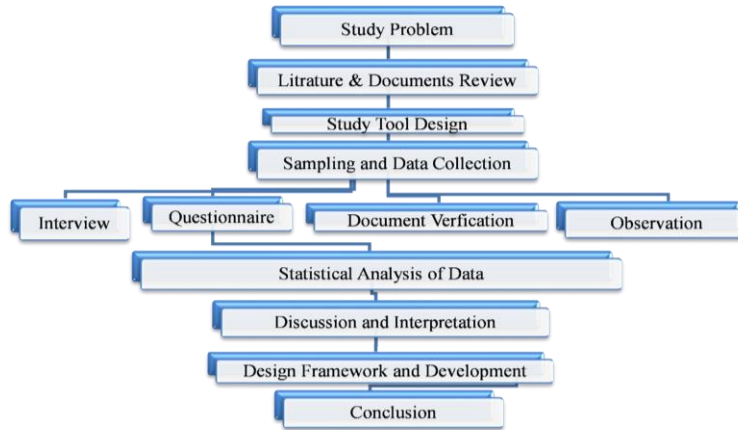 Study Problem
Litrature & Documents Review
Study Tool Design
Sampling and Data Collection
Interview
Questionnaire
Document Verfication
Observation
Statistical Analysis of Data
Discussion and Interpretation
Design Framework and Development
Conclusion